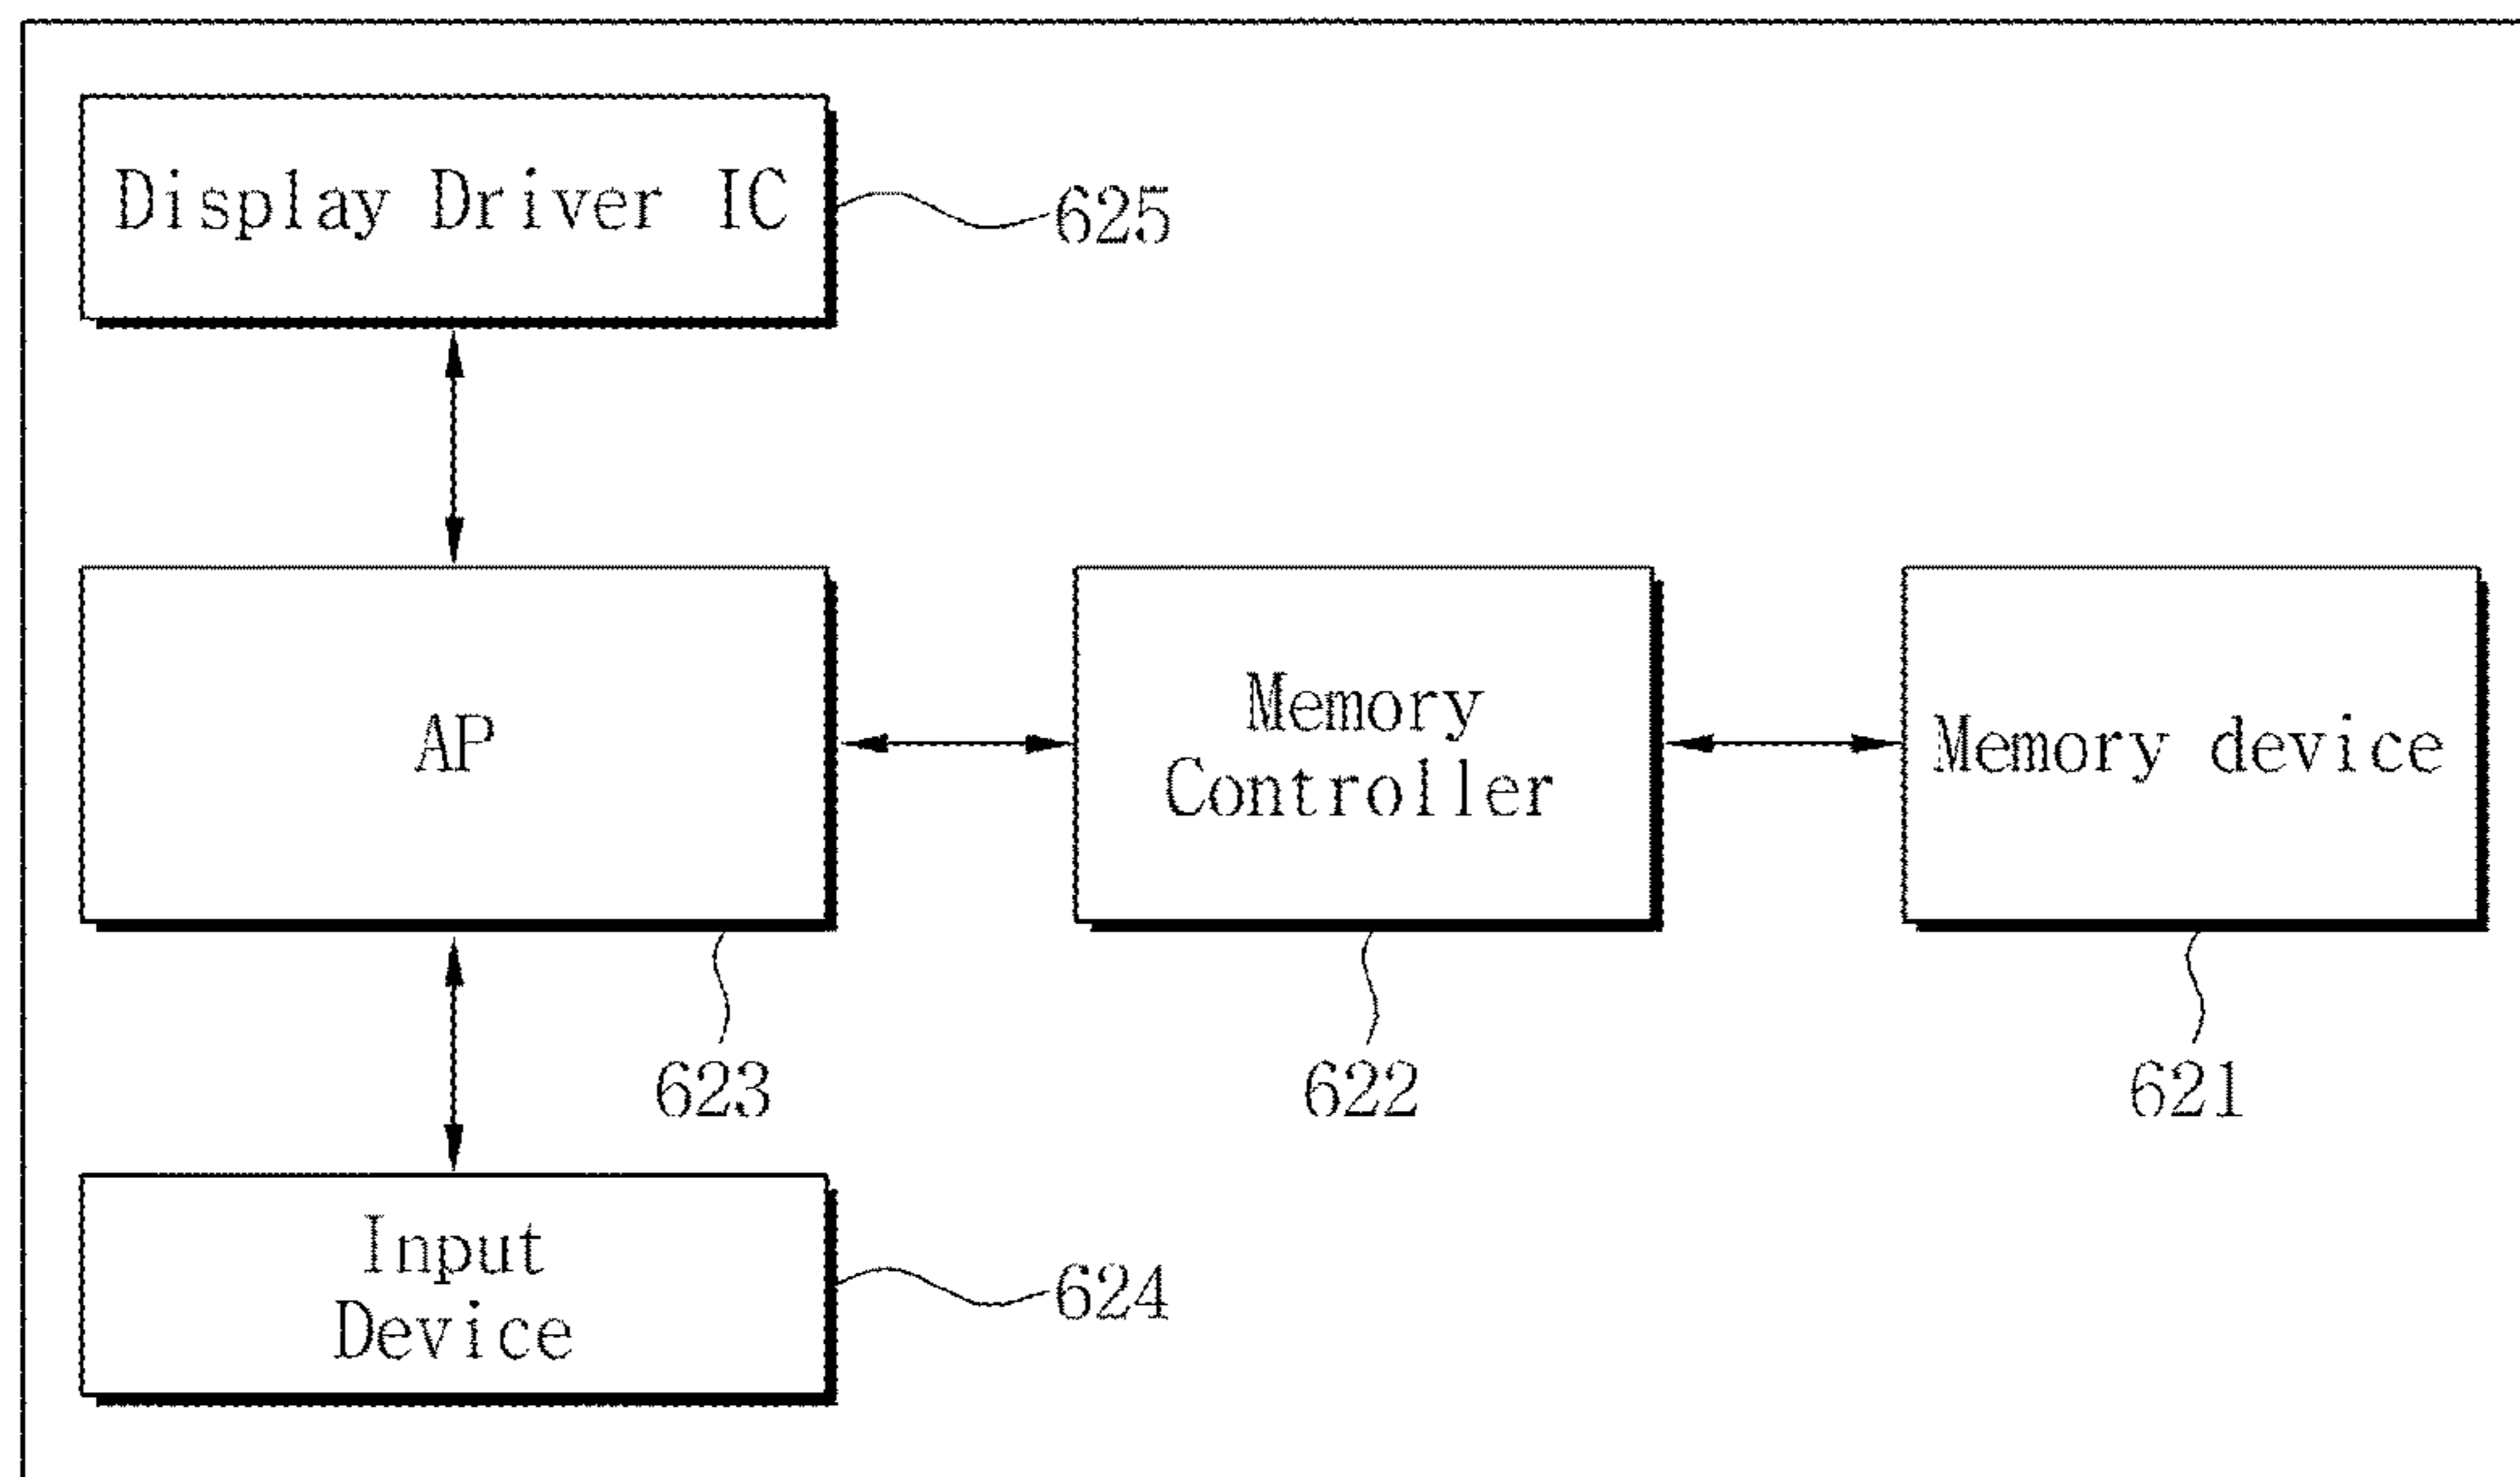 Display Driver IC
625
AP
Memory
Controller
Memory device
623
622
621
Input
Device
624